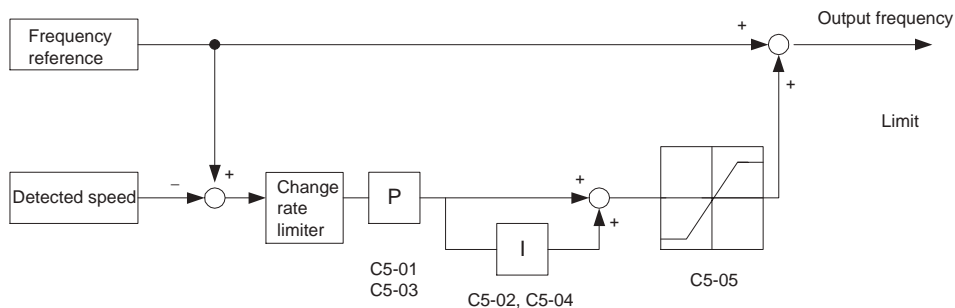 Output frequency
Frequency
reference
+
+
Limit
Detected speed
−
+
Change
rate
limiter
P
+
+
I
C5-01
C5-03
C5-02, C5-04
C5-05